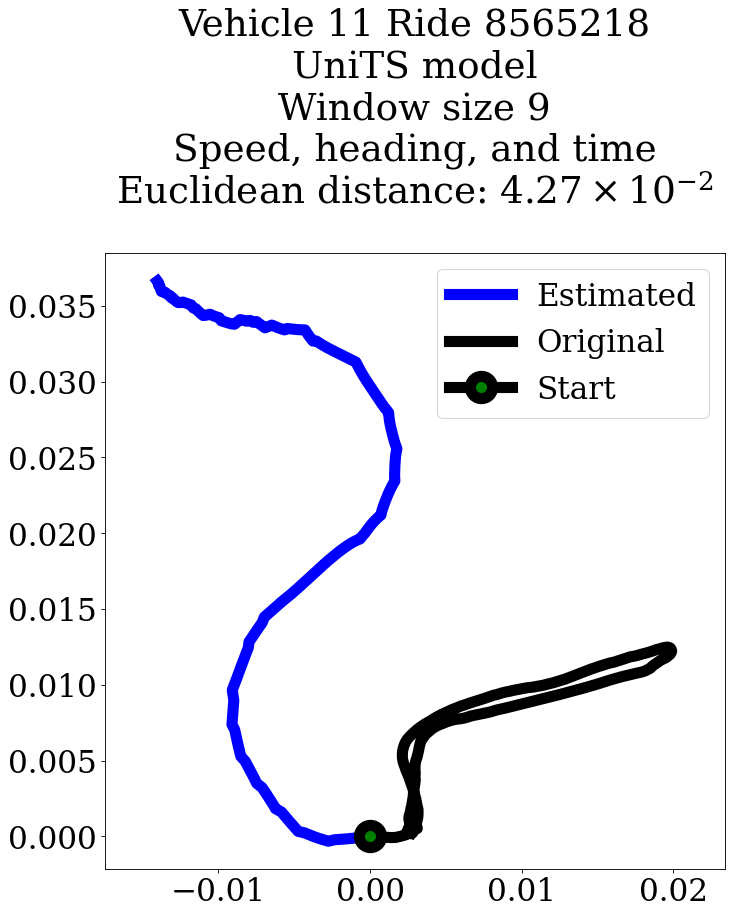 Vehicle 11 Ride 8565218
UniTS model
Window size 9
Speed, heading, and time
Euclidean distance: 4.27 × 10⁻²
Estimated
Original
Start
0.035
0.030
0.025
0.020
0.015
0.010
0.005
0.000
−0.01 0.00 0.01 0.02